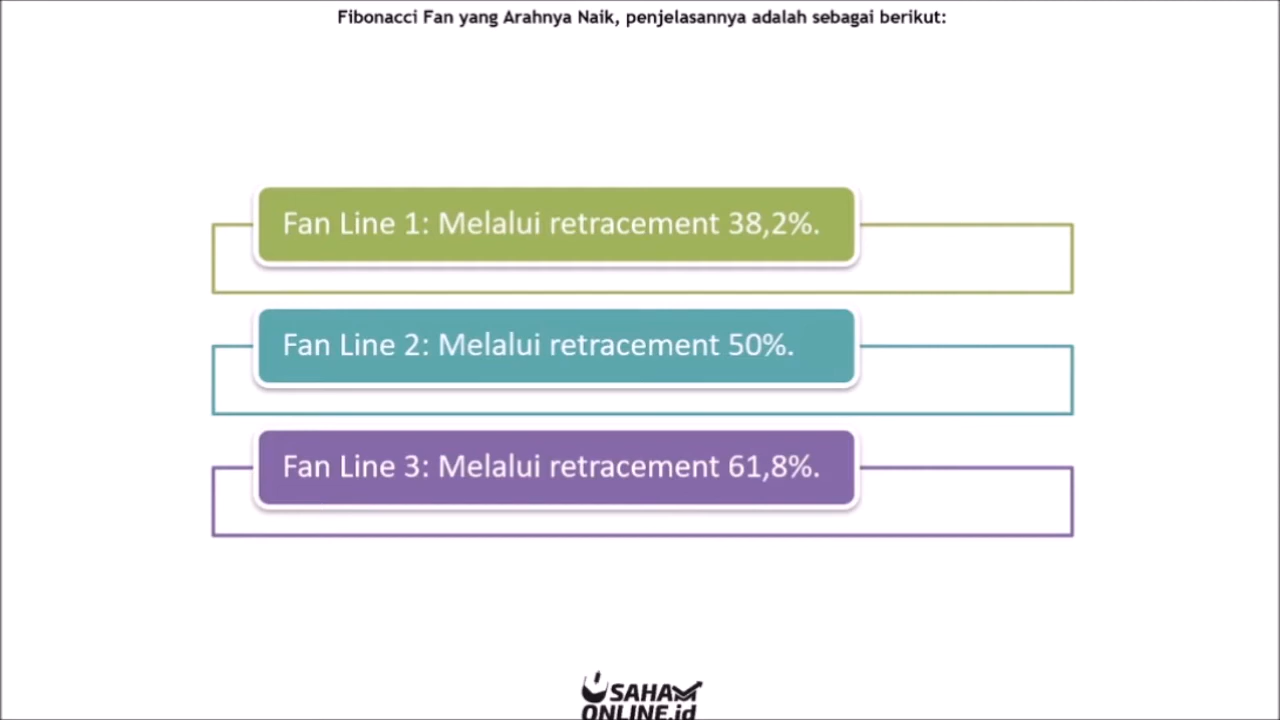 Fibonacci Fan yang Arahnya Naik, penjelasannya adalah sebagai berikut:
Fan Line 1: Melalui retracement 38,2%.
Fan Line 2: Melalui retracement 50%.
Fan Line 3: Melalui retracement 61,8%.
SAHAM
ONLINE.id